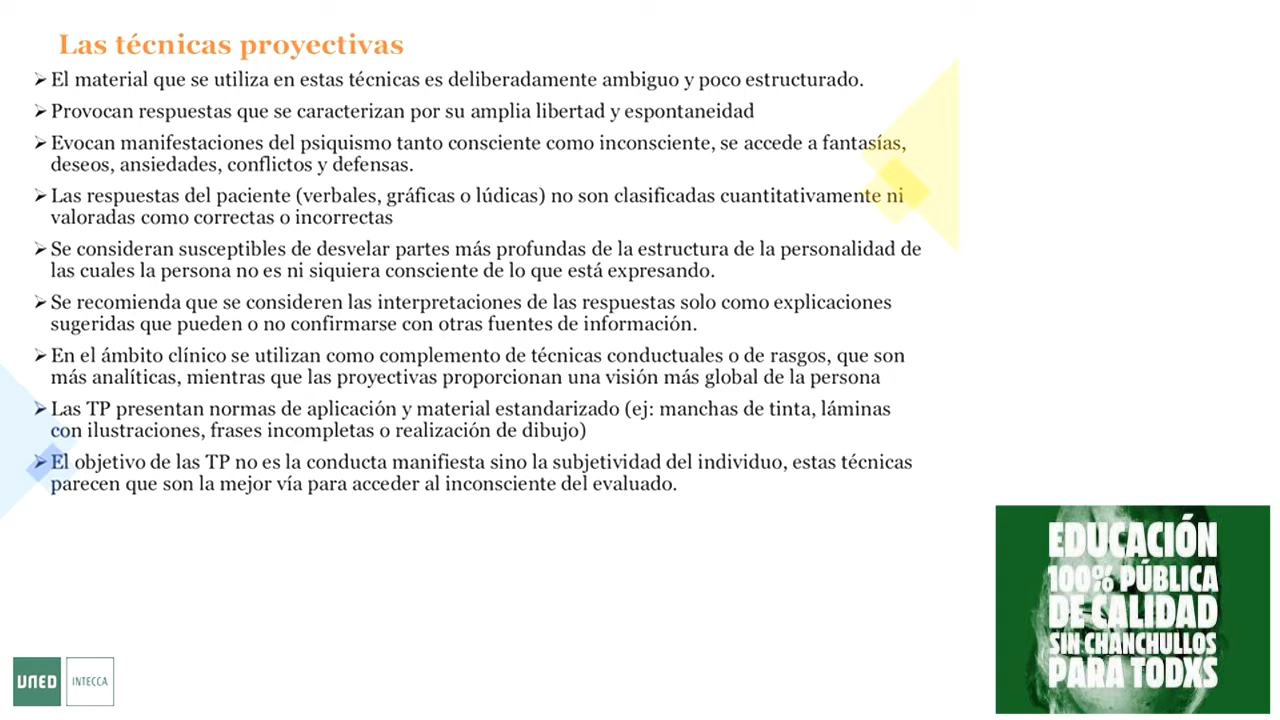 Las técnicas proyectivas
➢ El material que se utiliza en estas técnicas es deliberadamente ambiguo y poco estructurado.
➢ Provocan respuestas que se caracterizan por su amplia libertad y espontaneidad
➢ Evocan manifestaciones del psiquismo tanto consciente como inconsciente, se accede a fantasías,
deseos, ansiedades, conflictos y defensas.
➢ Las respuestas del paciente (verbales, gráficas o lúdicas) no son clasificadas cuantitativamente ni
valoradas como correctas o incorrectas
➢ Se consideran susceptibles de desvelar partes más profundas de la estructura de la personalidad de
las cuales la persona no es ni siquiera consciente de lo que está expresando.
➢ Se recomienda que se consideren las interpretaciones de las respuestas solo como explicaciones
sugeridas que pueden o no confirmarse con otras fuentes de información.
➢ En el ámbito clínico se utilizan como complemento de técnicas conductuales o de rasgos, que son
más analíticas, mientras que las proyectivas proporcionan una visión más global de la persona
➢ Las TP presentan normas de aplicación y material estandarizado (ej: manchas de tinta, láminas
con ilustraciones, frases incompletas o realización de dibujo)
➢ El objetivo de las TP no es la conducta manifiesta sino la subjetividad del individuo, estas técnicas
parecen que son la mejor vía para acceder al inconsciente del evaluado.
EDUCACIÓN
100% PÚBLICA
DE CALIDAD
SIN CHANCHULLOS
PARA TODXS
UNED
INTECCA